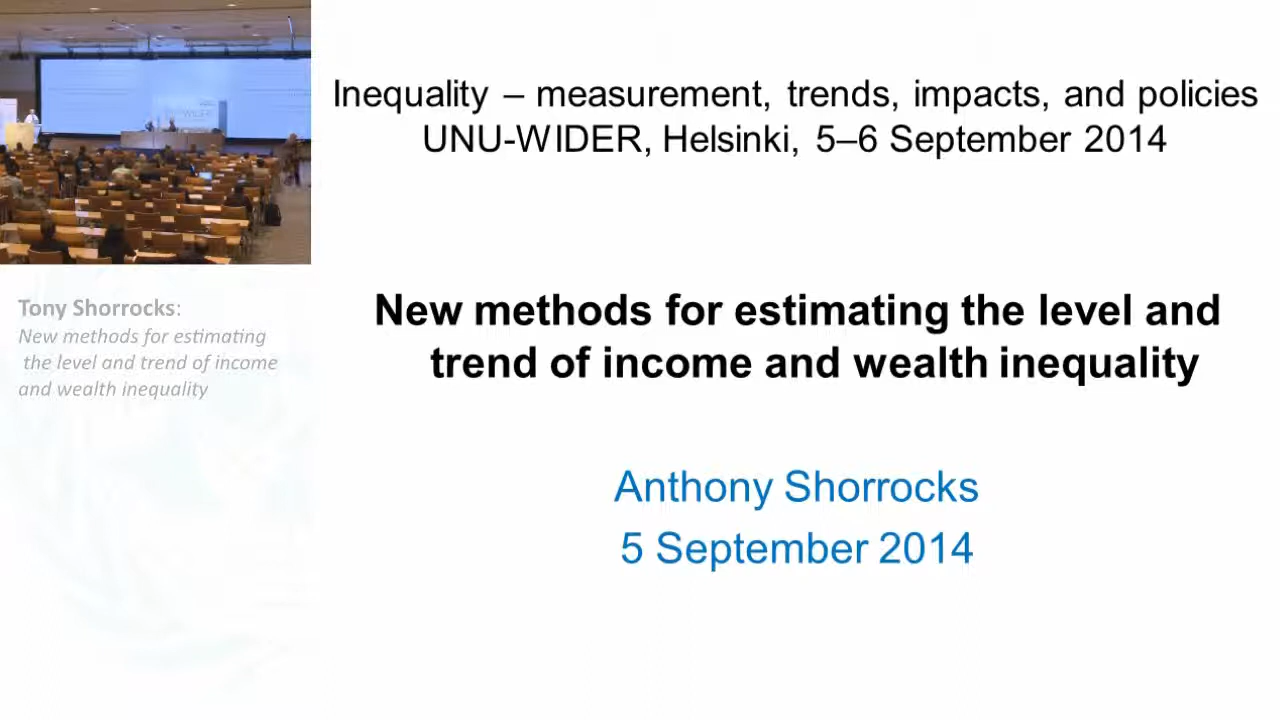 Inequality – measurement, trends, impacts, and policies
UNU-WIDER, Helsinki, 5–6 September 2014
Tony Shorrocks:
New methods for estimating
the level and trend of income
and wealth inequality
New methods for estimating the level and
trend of income and wealth inequality
Anthony Shorrocks
5 September 2014